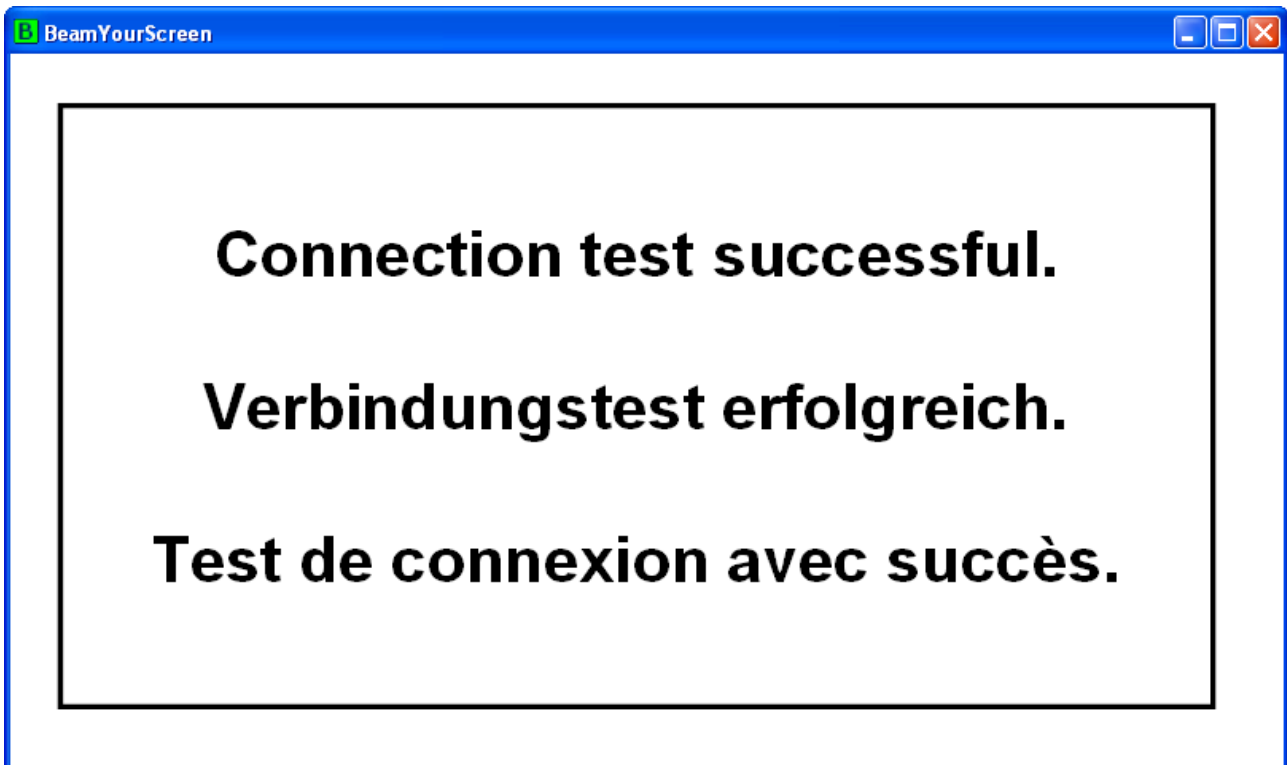 B BeamYourScreen
Connection test successful.
Verbindungstest erfolgreich.
Test de connexion avec succès.